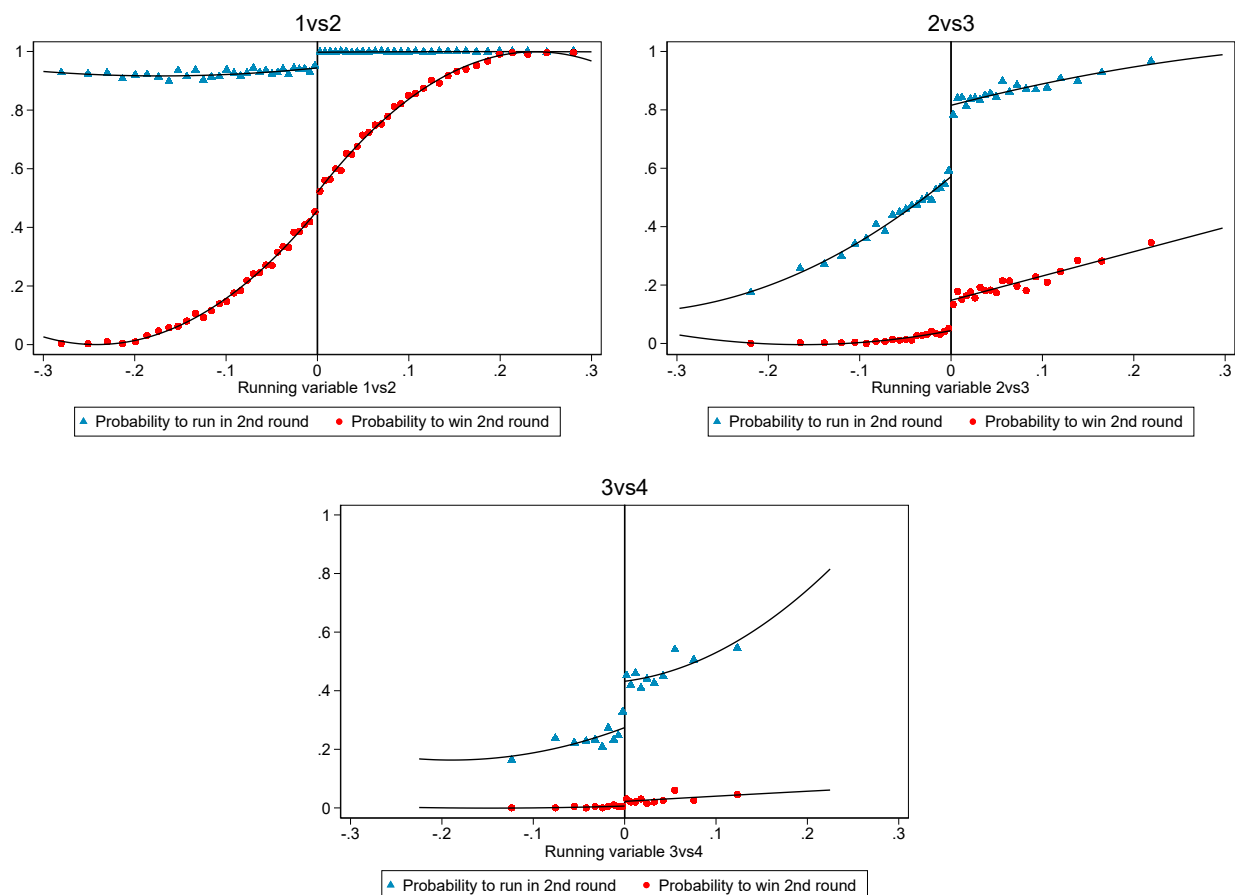 1vs2
1
.8
.6
.4
.2
0
-.3 -.2 -.1 0 .1 .2 .3
Running variable 1vs2
Probability to run in 2nd round Probability to win 2nd round
2vs3
1
.8
.6
.4
.2
0
-.3 -.2 -.1 0 .1 .2 .3
Running variable 2vs3
Probability to run in 2nd round Probability to win 2nd round
3vs4
1
.8
.6
.4
.2
0
-.3 -.2 -.1 0 .1 .2 .3
Running variable 3vs4
Probability to run in 2nd round Probability to win 2nd round